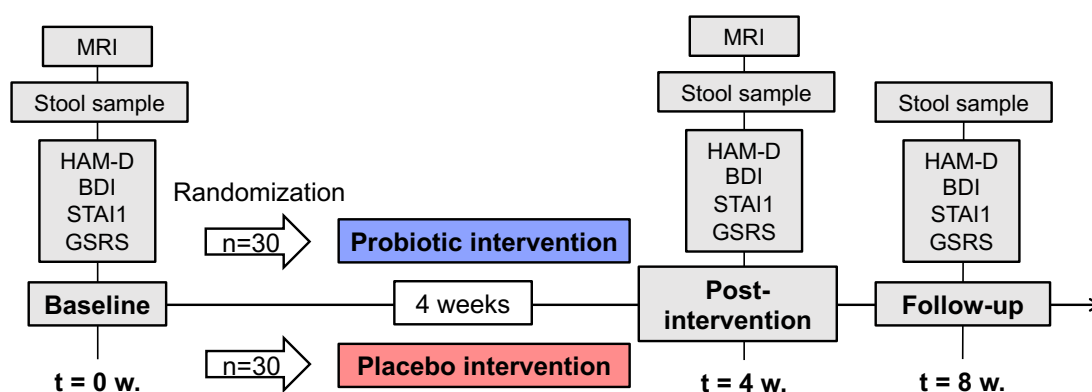 MRI
Stool sample
HAM-D
BDI
STAI1
GSRS
Baseline
t = 0 w.
Randomization
n=30
Probiotic intervention
4 weeks
n=30
Placebo intervention
MRI
Stool sample
HAM-D
BDI
STAI1
GSRS
Post-
intervention
t = 4 w.
Stool sample
HAM-D
BDI
STAI1
GSRS
Follow-up
t = 8 w.